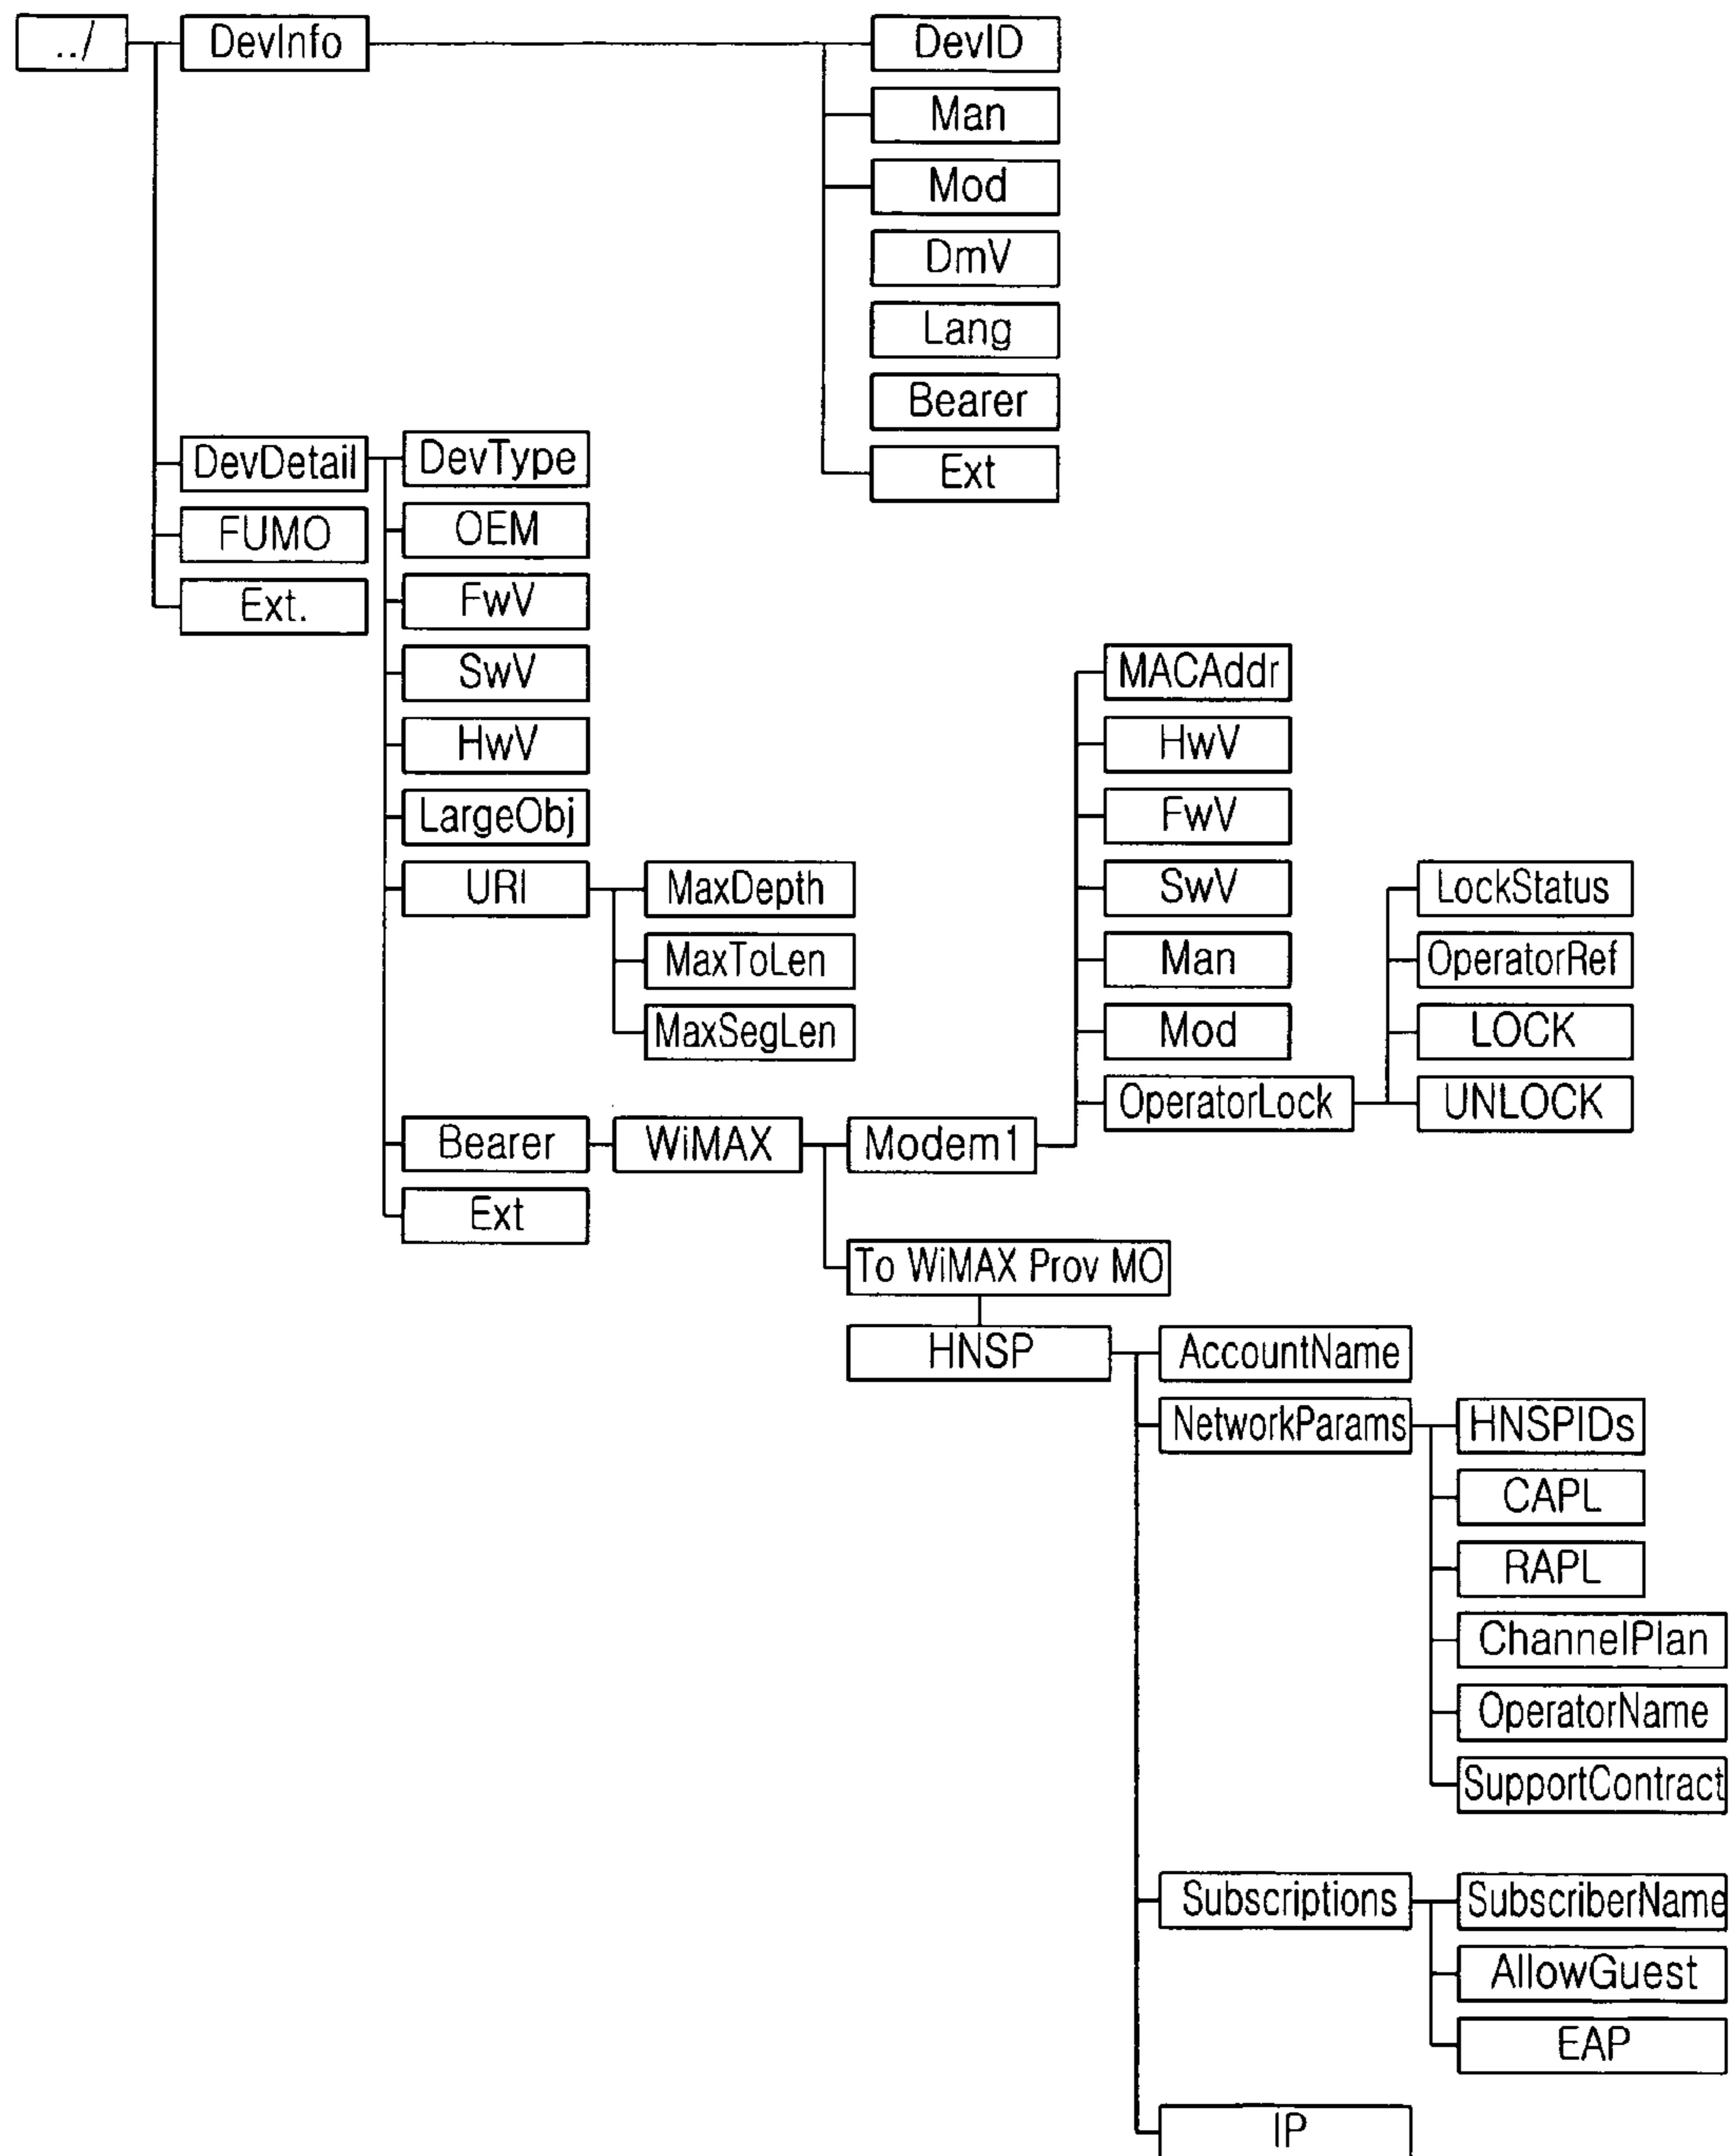 ../
DevInfo
DevID
Man
Mod
DmV
Lang
Bearer
Ext
DevDetail
DevType
FUMO
OEM
Ext.
FwV
SwV
HwV
LargeObj
URI
MaxDepth
MaxToLen
MaxSegLen
Bearer
WiMAX
Modem1
Ext
MACAddr
HwV
FwV
SwV
Man
Mod
OperatorLock
LockStatus
OperatorRef
LOCK
UNLOCK
To WiMAX Prov MO
HNSP
AccountName
NetworkParams
HNSPIDs
CAPL
RAPL
ChannelPlan
OperatorName
SupportContract
Subscriptions
SubscriberName
AllowGuest
EAP
IP